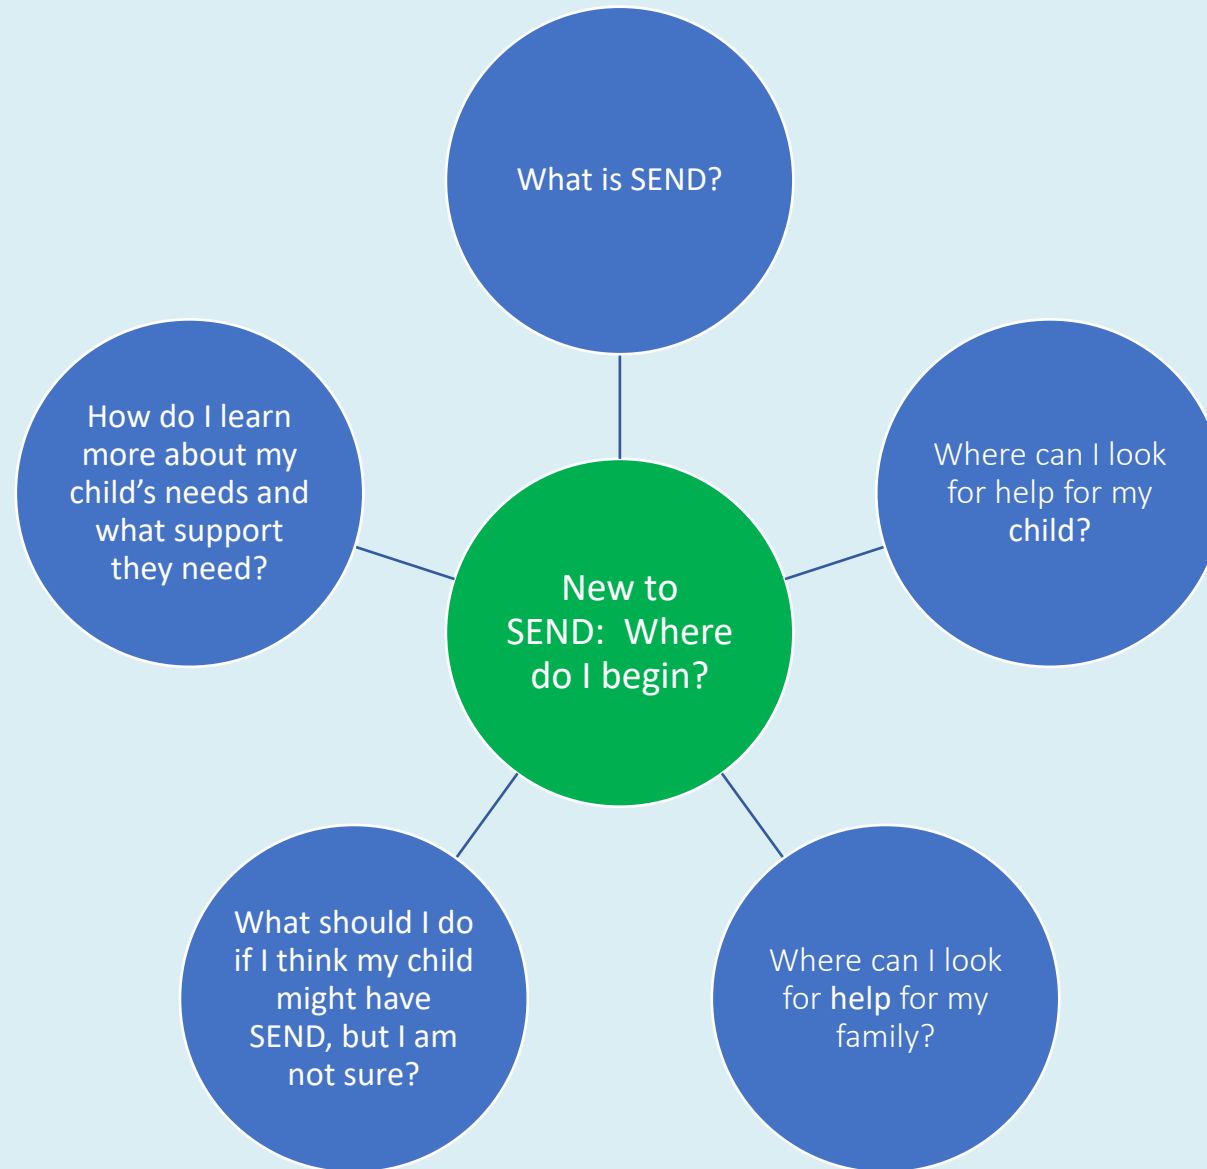 What is SEND?
How do I learn
more about my
child’s needs and
what support
they need?
Where can I look
for help for my
child?
New to
SEND:  Where
do I begin?
What should I do
if I think my child
might have
SEND, but I am
not sure?
Where can I look
for help for my
family?